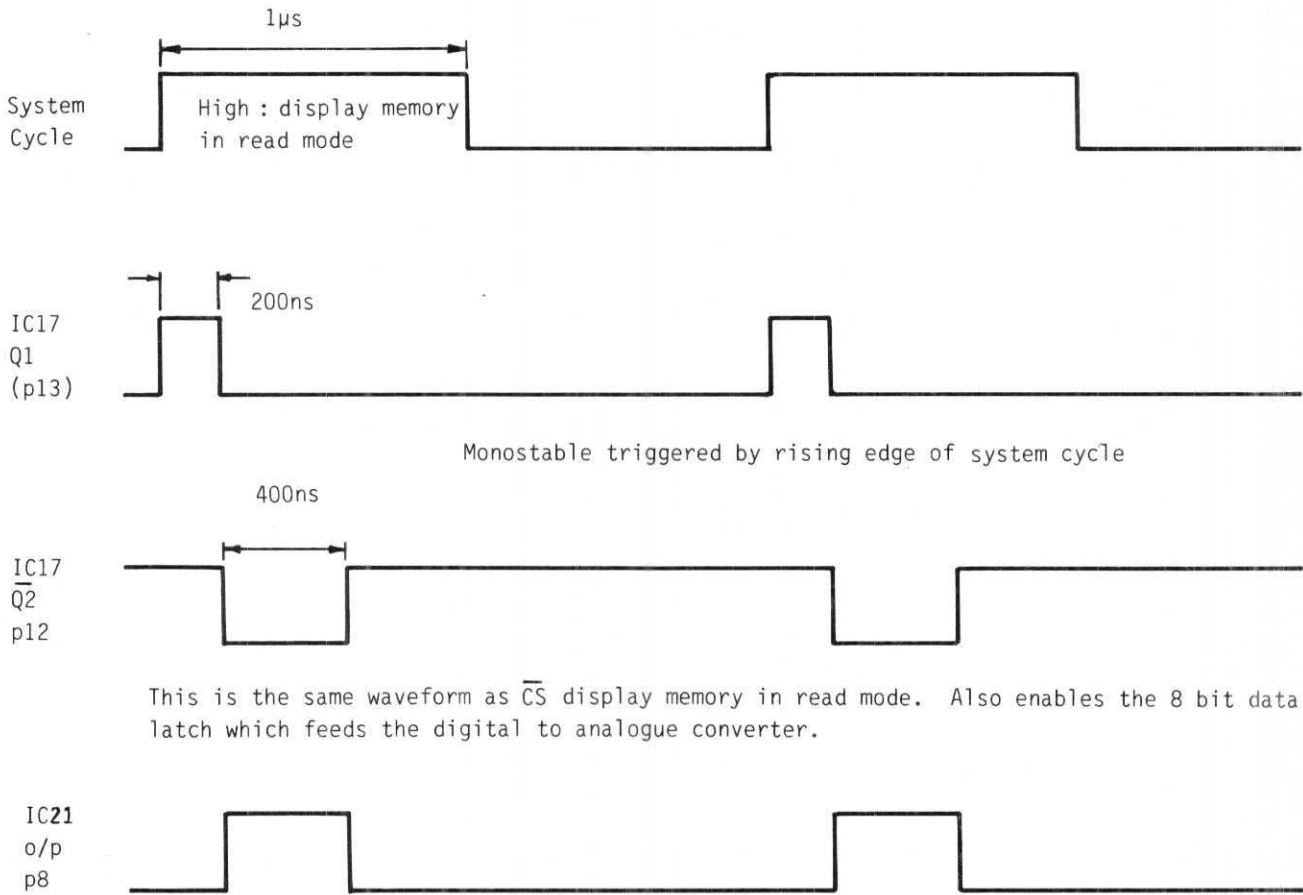 1μs
System
Cycle
High : display memory
in read mode
200ns
IC17
Q1
(p13)
Monostable triggered by rising edge of system cycle
400ns
IC17
Q̅2̅
p12
This is the same waveform as C̅S̅ display memory in read mode. Also enables the 8 bit data
latch which feeds the digital to analogue converter.
IC21
o/p
p8